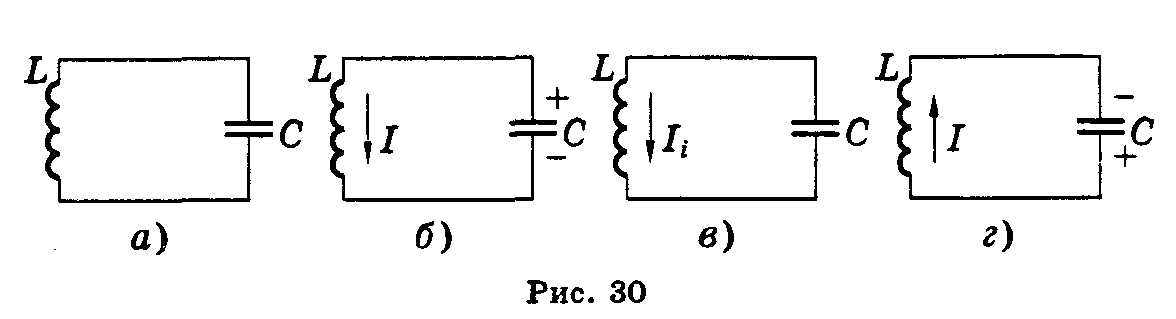 L C
L I + C −
L Iᵢ C
L I − C +
а) б) в) г)
Рис. 30